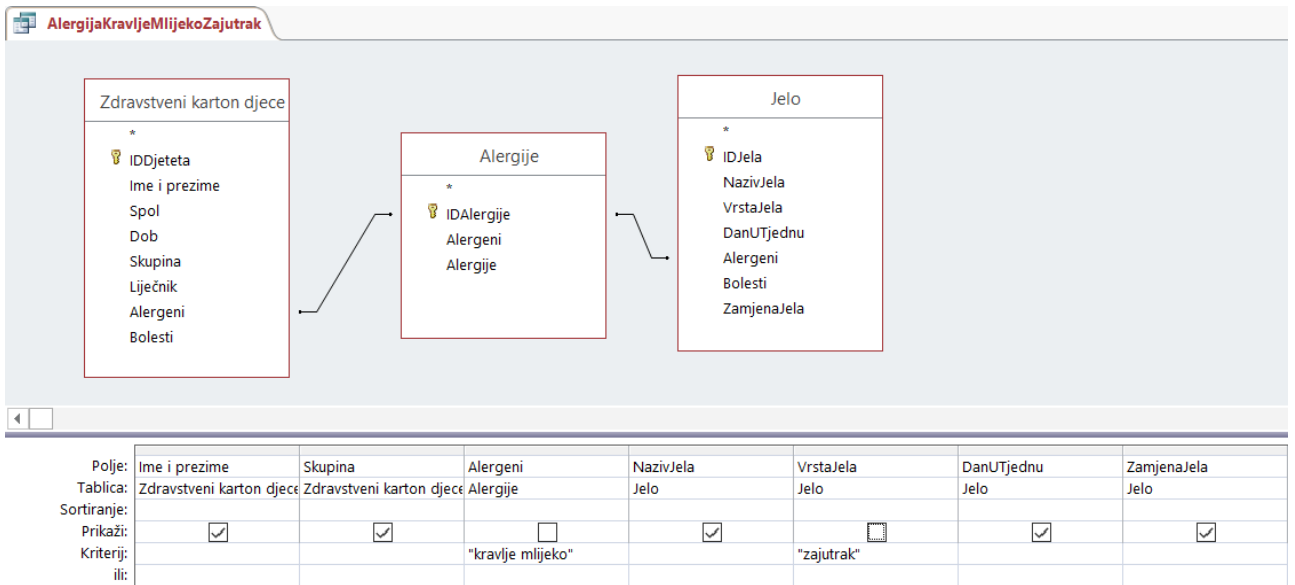 AlergijaKravljeMlijekoZajutrak
Zdravstveni karton djece
*
IDDjeteta
Ime i prezime
Spol
Dob
Skupina
Liječnik
Alergeni
Bolesti
Alergije
*
IDAlergije
Alergeni
Alergije
Jelo
*
IDJela
NazivJela
VrstaJela
DanUTjednu
Alergeni
Bolesti
ZamjenaJela
Polje: Ime i prezime Skupina Alergeni NazivJela VrstaJela DanUTjednu ZamjenaJela
Tablica: Zdravstveni karton djece Zdravstveni karton djece Alergije Jelo Jelo Jelo Jelo
Sortiranje:
Prikaži:
Kriterij: "kravlje mlijeko" "zajutrak"
ili: